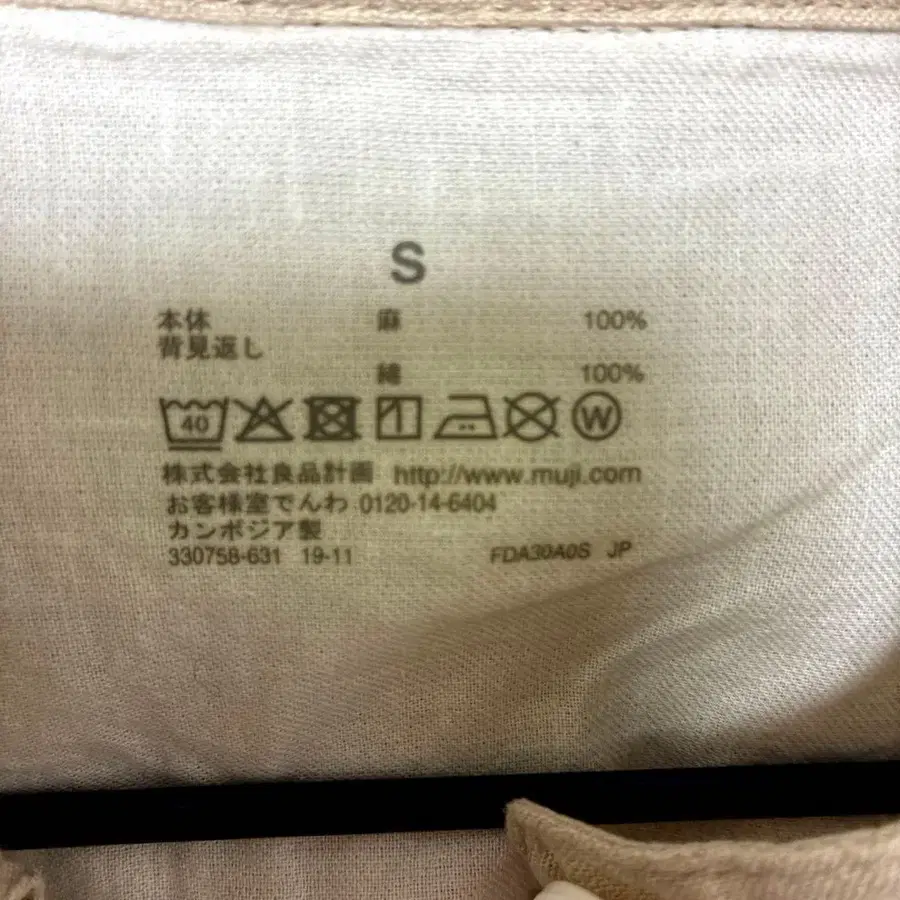 S
本体 麻 100%
背見返し
綿 100%
40 W
株式会社良品計画 http://www.muji.com
お客様室でんわ 0120-14-6404
カンボジア製
330758-631 19-11 FDA30A0S JP